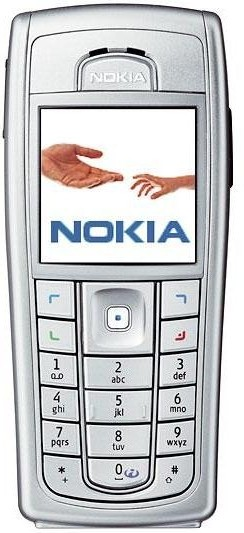 NOKIA
NOKIA
1 2 3
abc def
4 5 6
ghi jkl mno
7 8 9
pqrs tuv wxyz
* 0 #
+